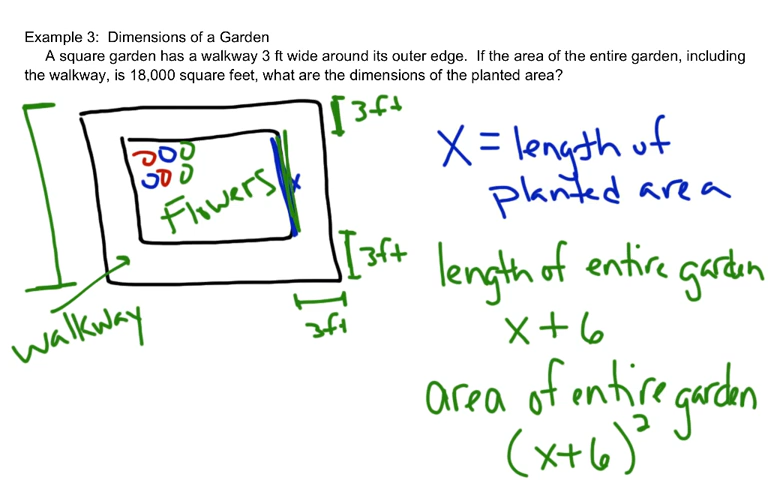 Example 3: Dimensions of a Garden
A square garden has a walkway 3 ft wide around its outer edge. If the area of the entire garden, including
the walkway, is 18,000 square feet, what are the dimensions of the planted area?
3ft
X = length of
planted area
x
Flowers
3ft
length of entire garden
walkway
3ft
x + 6
area of entire garden
(x+6)²